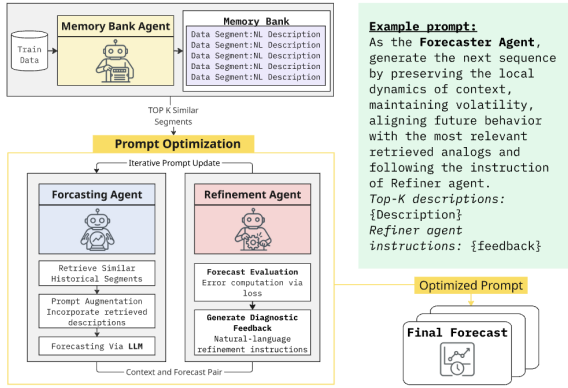 Train
Data
Memory Bank Agent
Memory Bank
Data Segment:NL Description
Data Segment:NL Description
Data Segment:NL Description
Data Segment:NL Description
Data Segment:NL Description
TOP K Similar
Segments
Prompt Optimization
Iterative Prompt Update
Forcasting Agent
Retrieve Similar
Historical Segments
Prompt Augmentation
Incorporate retrieved
descriptions
Forecasting Via LLM
Refinement Agent
Forecast Evaluation
Error computation via
loss
Generate Diagnostic
Feedback
Natural-language
refinement instructions
Context and Forecast Pair
Example prompt:
As the Forecaster Agent,
generate the next sequence
by preserving the local
dynamics of context,
maintaining volatility,
aligning future behavior
with the most relevant
retrieved analogs and
following the instruction
of Refiner agent.
Top-K descriptions:
{Description}
Refiner agent
instructions: {feedback}
Optimized Prompt
Final Forecast